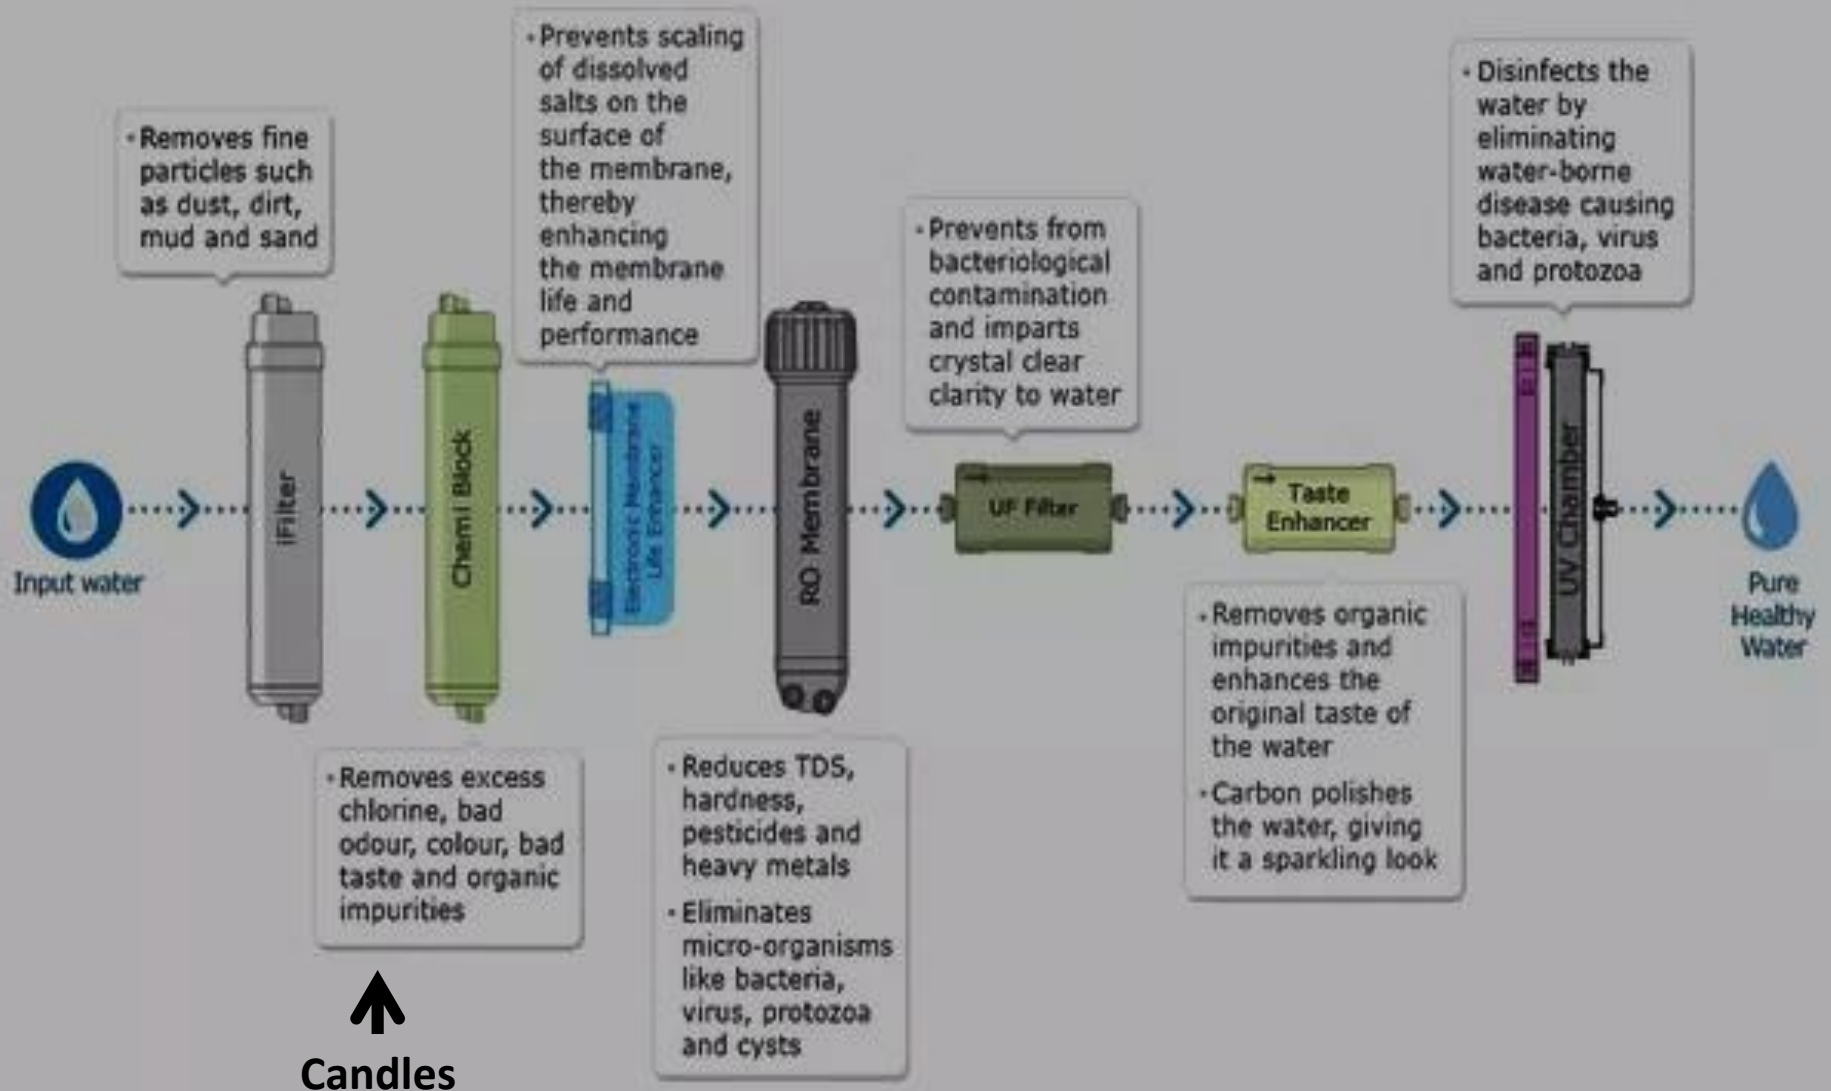 • Removes fine
particles such
as dust, dirt,
mud and sand
• Prevents scaling
of dissolved
salts on the
surface of
the membrane,
thereby
enhancing
the membrane
life and
performance
• Prevents from
bacteriological
contamination
and imparts
crystal clear
clarity to water
• Disinfects the
water by
eliminating
water-borne
disease causing
bacteria, virus
and protozoa
Input water
iFilter
Chemi Block
Electronic Membrane
Life Enhancer
RO Membrane
UF Filter
Taste
Enhancer
UV Chamber
Pure
Healthy
Water
• Removes excess
chlorine, bad
odour, colour, bad
taste and organic
impurities
• Reduces TDS,
hardness,
pesticides and
heavy metals
• Eliminates
micro-organisms
like bacteria,
virus, protozoa
and cysts
• Removes organic
impurities and
enhances the
original taste of
the water
• Carbon polishes
the water, giving
it a sparkling look
Candles